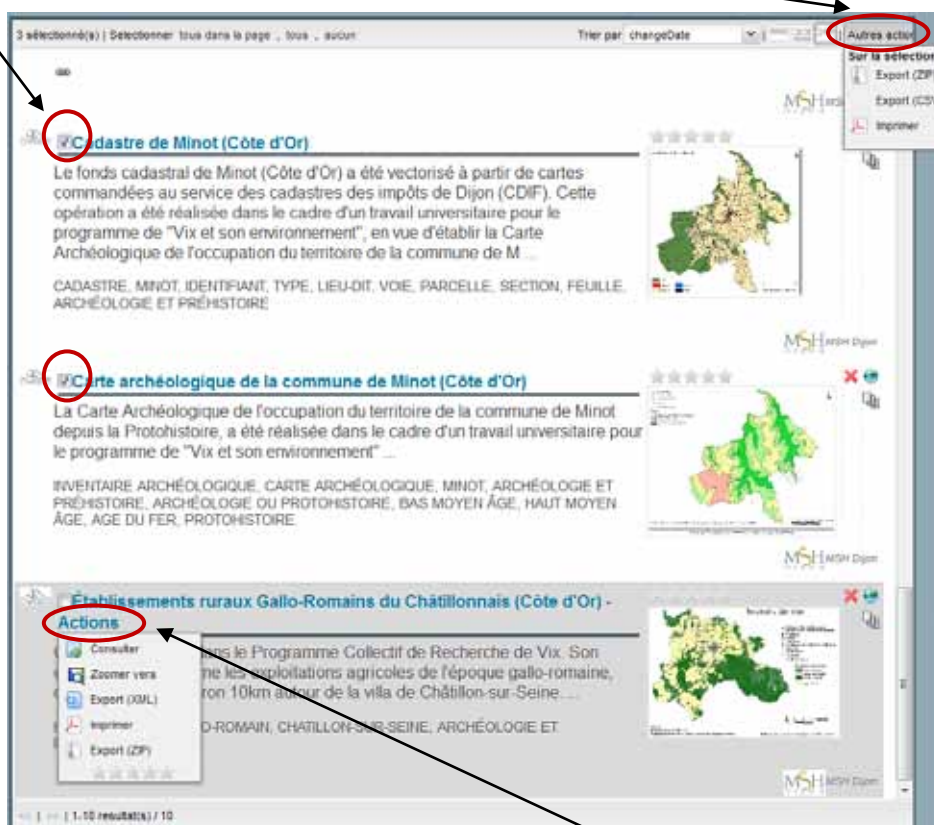 3 sélectionné(s) | Selectionner tous dans la page , tous , aucun
Trier par changeDate
Autres action
Sur la sélection
Export (ZIP
Export (CSV
Imprimer
MSH
Cadastre de Minot (Côte d'Or)
Le fonds cadastral de Minot (Côte d'Or) a été vectorisé à partir de cartes
commandées au service des cadastres des impôts de Dijon (CDIF). Cette
opération a été réalisée dans le cadre d'un travail universitaire pour le
programme de "Vix et son environnement", en vue d'établir la Carte
Archéologique de l'occupation du territoire de la commune de M ...
CADASTRE, MINOT, IDENTIFIANT, TYPE, LIEU-DIT, VOIE, PARCELLE, SECTION, FEUILLE,
ARCHÉOLOGIE ET PRÉHISTOIRE
MSH MSH Dijon
Carte archéologique de la commune de Minot (Côte d'Or)
La Carte Archéologique de l'occupation du territoire de la commune de Minot
depuis la Protohistoire, a été réalisée dans le cadre d'un travail universitaire pour
le programme de "Vix et son environnement" ...
INVENTAIRE ARCHÉOLOGIQUE, CARTE ARCHÉOLOGIQUE, MINOT, ARCHÉOLOGIE ET
PRÉHISTOIRE, ARCHÉOLOGIE OU PROTOHISTOIRE, BAS MOYEN ÂGE, HAUT MOYEN
ÂGE, AGE DU FER, PROTOHISTOIRE
MSH MSH Dijon
Établissements ruraux Gallo-Romains du Châtillonnais (Côte d'Or) -
Actions
Consulter
ns le Programme Collectif de Recherche de Vix. Son
Zoomer vers
ne les exploitations agricoles de l'époque gallo-romaine,
Export (XML)
ron 10km autour de la villa de Châtillon-sur-Seine. ...
Imprimer
O-ROMAIN, CHATILLON-SUR-SEINE, ARCHÉOLOGIE ET
Export (ZIP)
MSH MSH Dijon
1-10 resultat(s) / 10